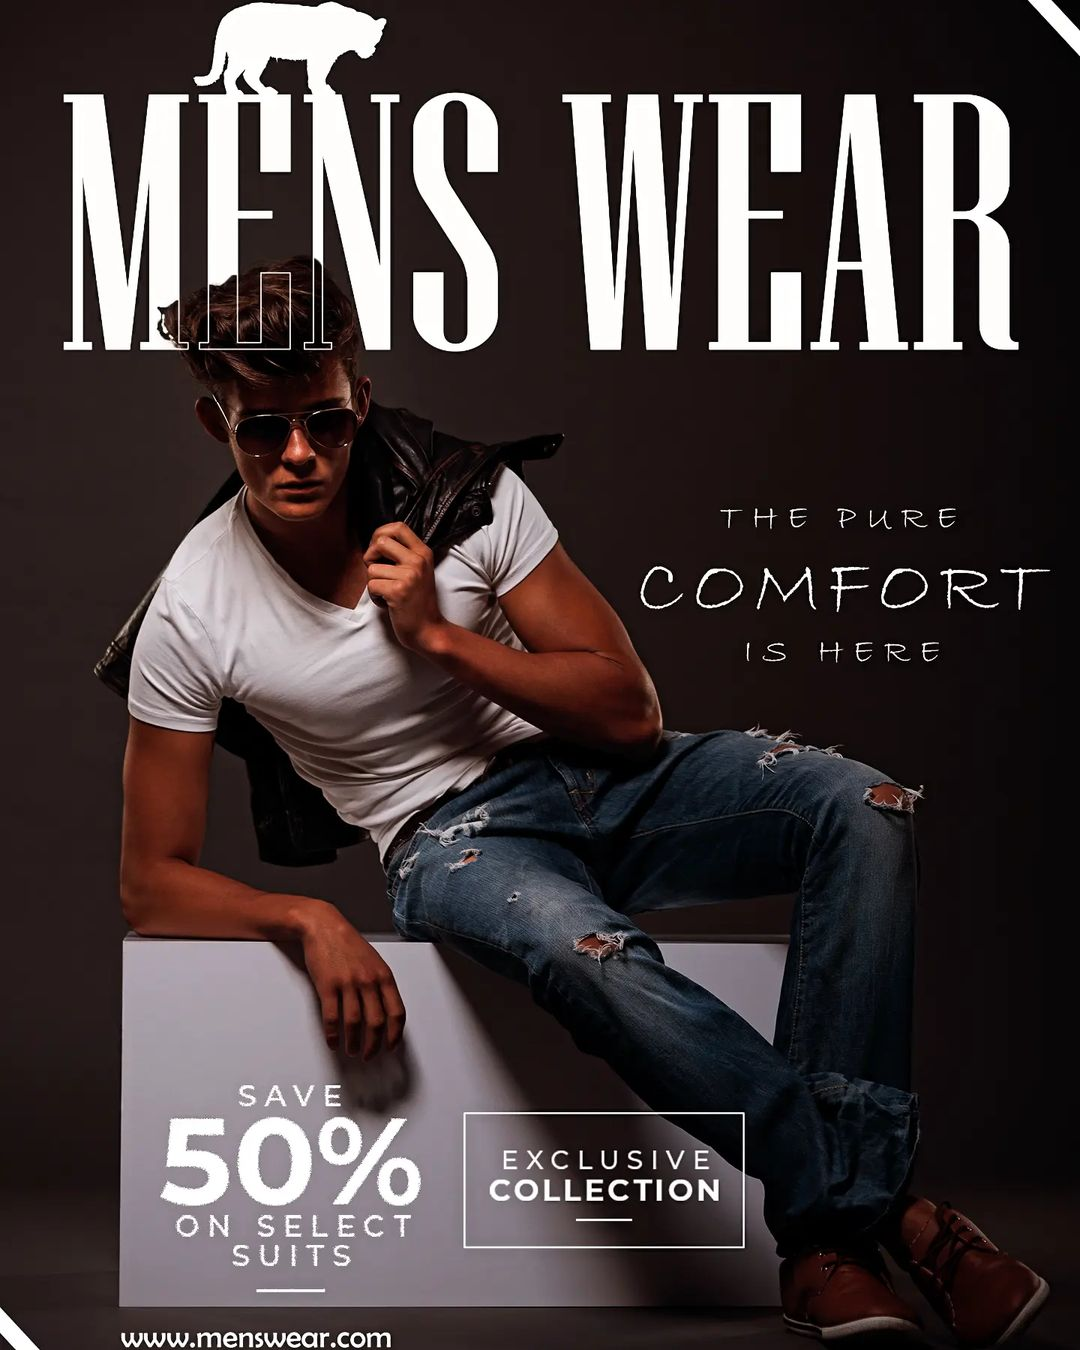 MENS WEAR
THE PURE
COMFORT
IS HERE
SAVE
50%
ON SELECT
SUITS
EXCLUSIVE
COLLECTION
www.menswear.com